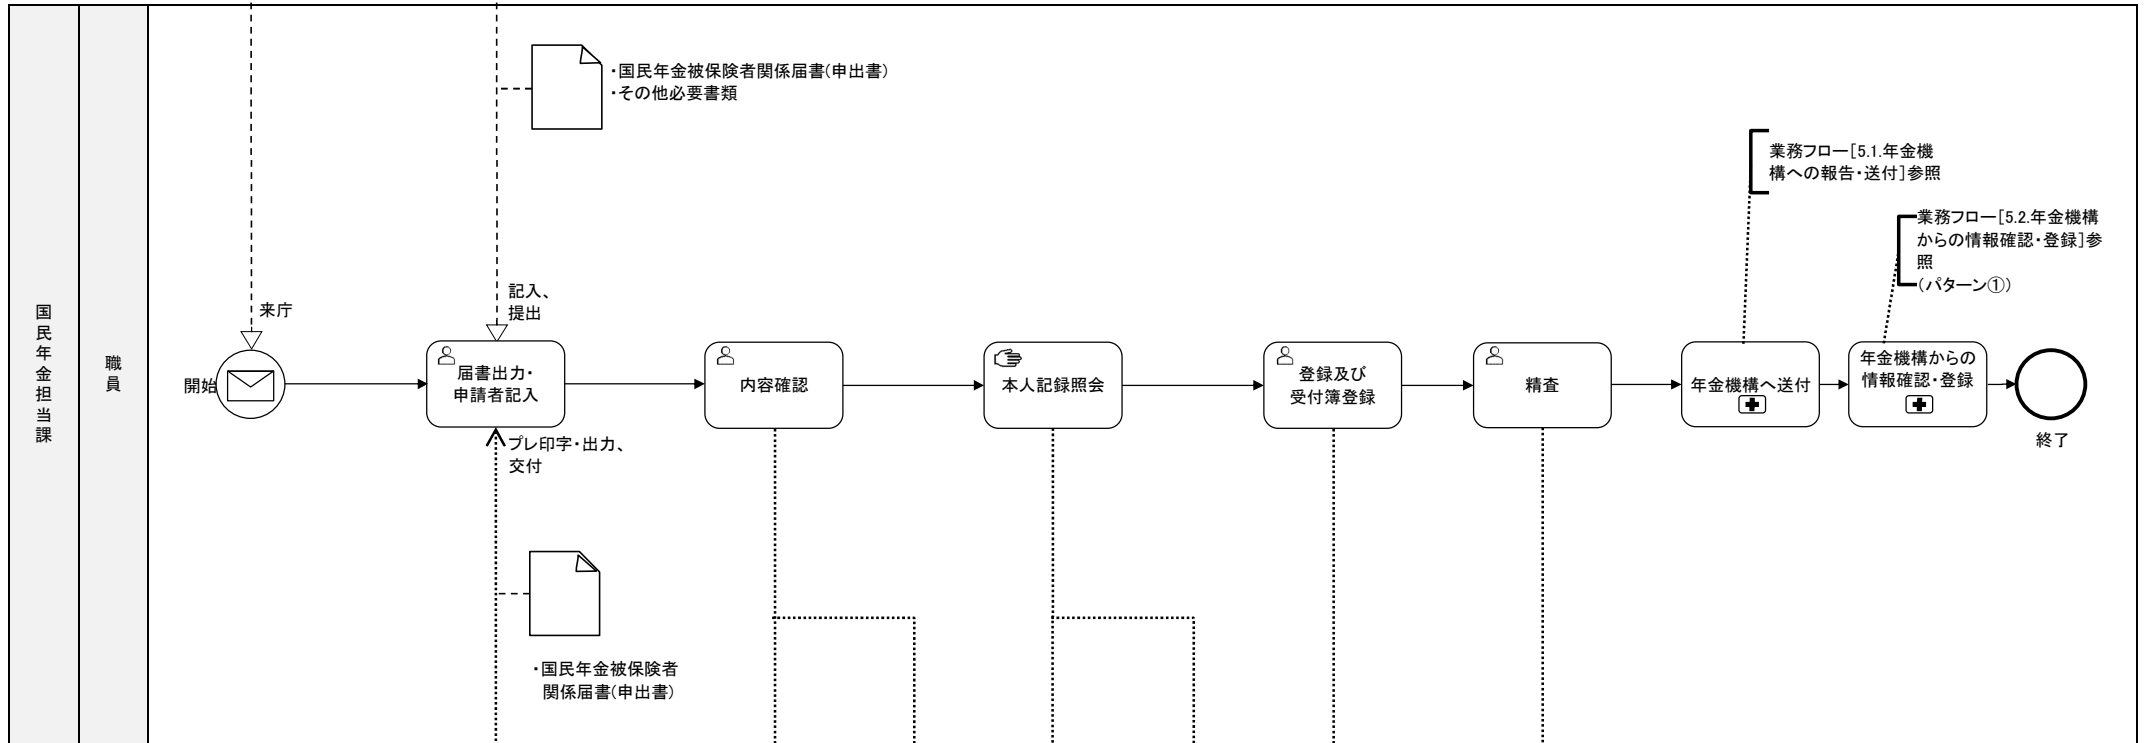 国民年金担当課
職員
・国民年金被保険者関係届書(申出書)
・その他必要書類
業務フロー[5.1.年金機
構への報告・送付]参照
業務フロー[5.2.年金機構
からの情報確認・登録]参
照
(パターン①)
来庁
記入、
提出
開始
届書出力・
申請者記入
内容確認
本人記録照会
登録及び
受付簿登録
精査
年金機構へ送付
年金機構からの
情報確認・登録
終了
プレ印字・出力、
交付
・国民年金被保険者
関係届書(申出書)